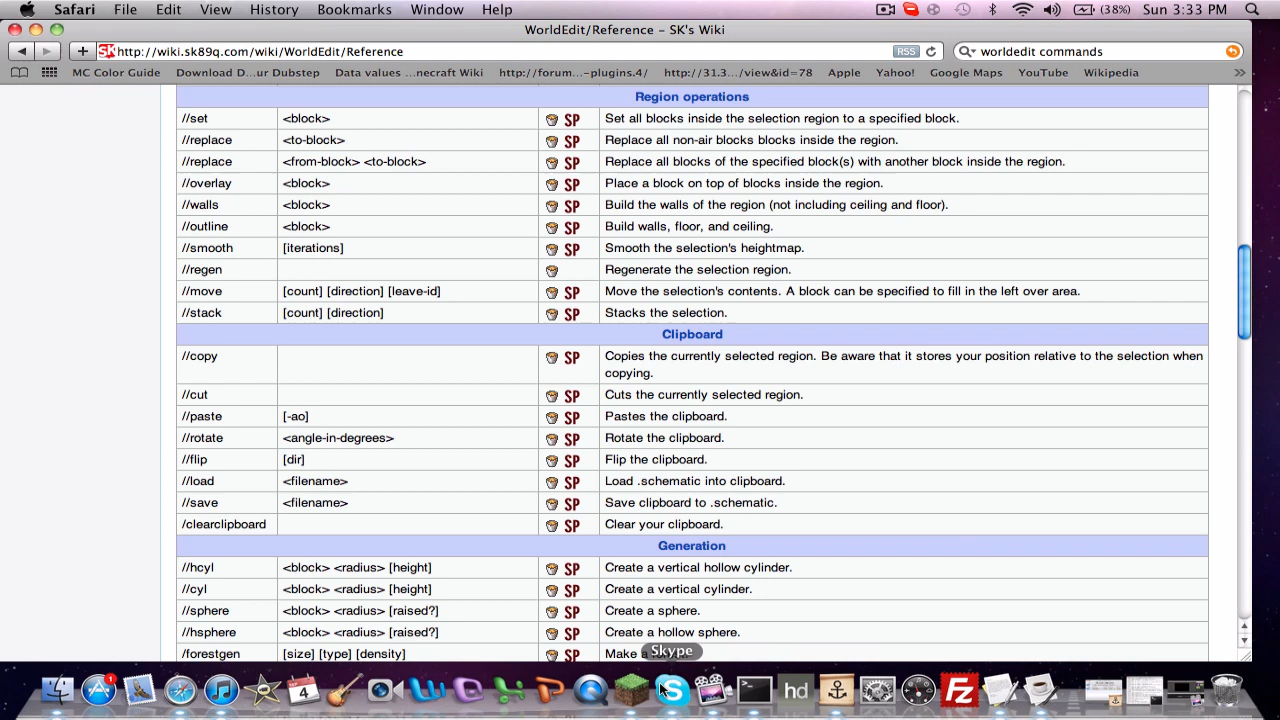 Safari File Edit View History Bookmarks Window Help (38%) Sun 3:33 PM
WorldEdit/Reference – SK's Wiki
SK http://wiki.sk89q.com/wiki/WorldEdit/Reference RSS worldedit commands
MC Color Guide Download D...ur Dubstep Data values ...necraft Wiki http://forum...-plugins.4/ http://31.3.../view&id=78 Apple Yahoo! Google Maps YouTube Wikipedia »
Region operations
//set <block> SP Set all blocks inside the selection region to a specified block.
//replace <to-block> SP Replace all non-air blocks blocks inside the region.
//replace <from-block> <to-block> SP Replace all blocks of the specified block(s) with another block inside the region.
//overlay <block> SP Place a block on top of blocks inside the region.
//walls <block> SP Build the walls of the region (not including ceiling and floor).
//outline <block> SP Build walls, floor, and ceiling.
//smooth [iterations] SP Smooth the selection's heightmap.
//regen Regenerate the selection region.
//move [count] [direction] [leave-id] SP Move the selection's contents. A block can be specified to fill in the left over area.
//stack [count] [direction] SP Stacks the selection.
Clipboard
//copy SP Copies the currently selected region. Be aware that it stores your position relative to the selection when
copying.
//cut SP Cuts the currently selected region.
//paste [-ao] SP Pastes the clipboard.
//rotate <angle-in-degrees> SP Rotate the clipboard.
//flip [dir] SP Flip the clipboard.
//load <filename> SP Load .schematic into clipboard.
//save <filename> SP Save clipboard to .schematic.
/clearclipboard SP Clear your clipboard.
Generation
//hcyl <block> <radius> [height] SP Create a vertical hollow cylinder.
//cyl <block> <radius> [height] SP Create a vertical cylinder.
//sphere <block> <radius> [raised?] SP Create a sphere.
//hsphere <block> <radius> [raised?] SP Create a hollow sphere.
/forestgen [size] [type] [density] SP Make a
Skype
1 4 hd FZ